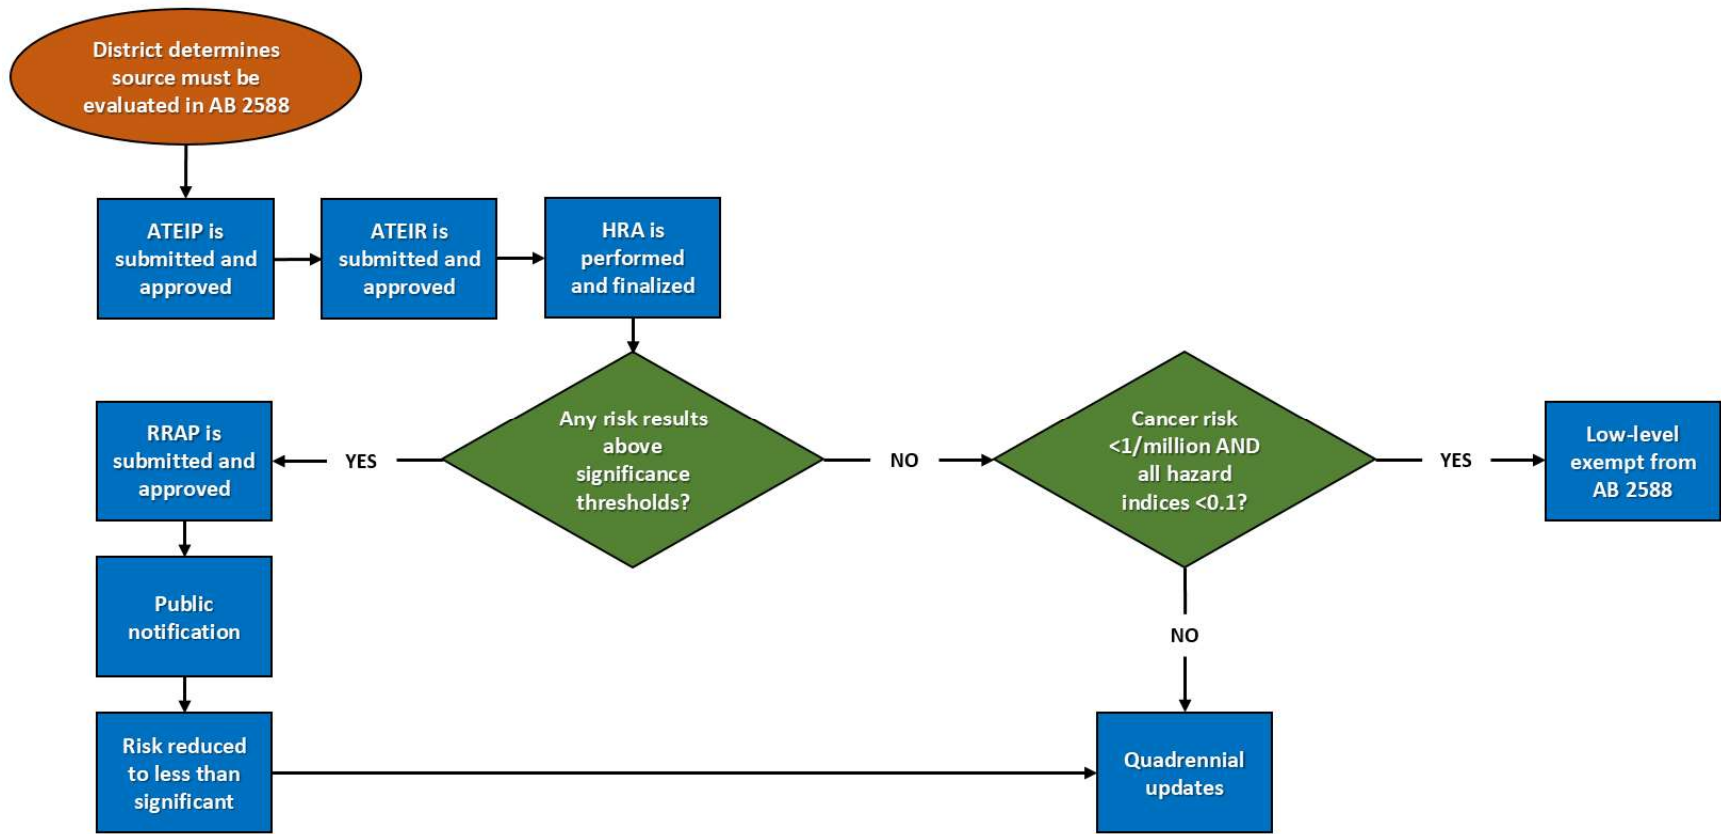 District determines
source must be
evaluated in AB 2588
ATEIP is
submitted and
approved
ATEIR is
submitted and
approved
HRA is
performed
and finalized
Any risk results
above
significance
thresholds?
YES
NO
RRAP is
submitted and
approved
Cancer risk
<1/million AND
all hazard
indices <0.1?
YES
Low-level
exempt from
AB 2588
NO
Public
notification
Risk reduced
to less than
significant
Quadrennial
updates